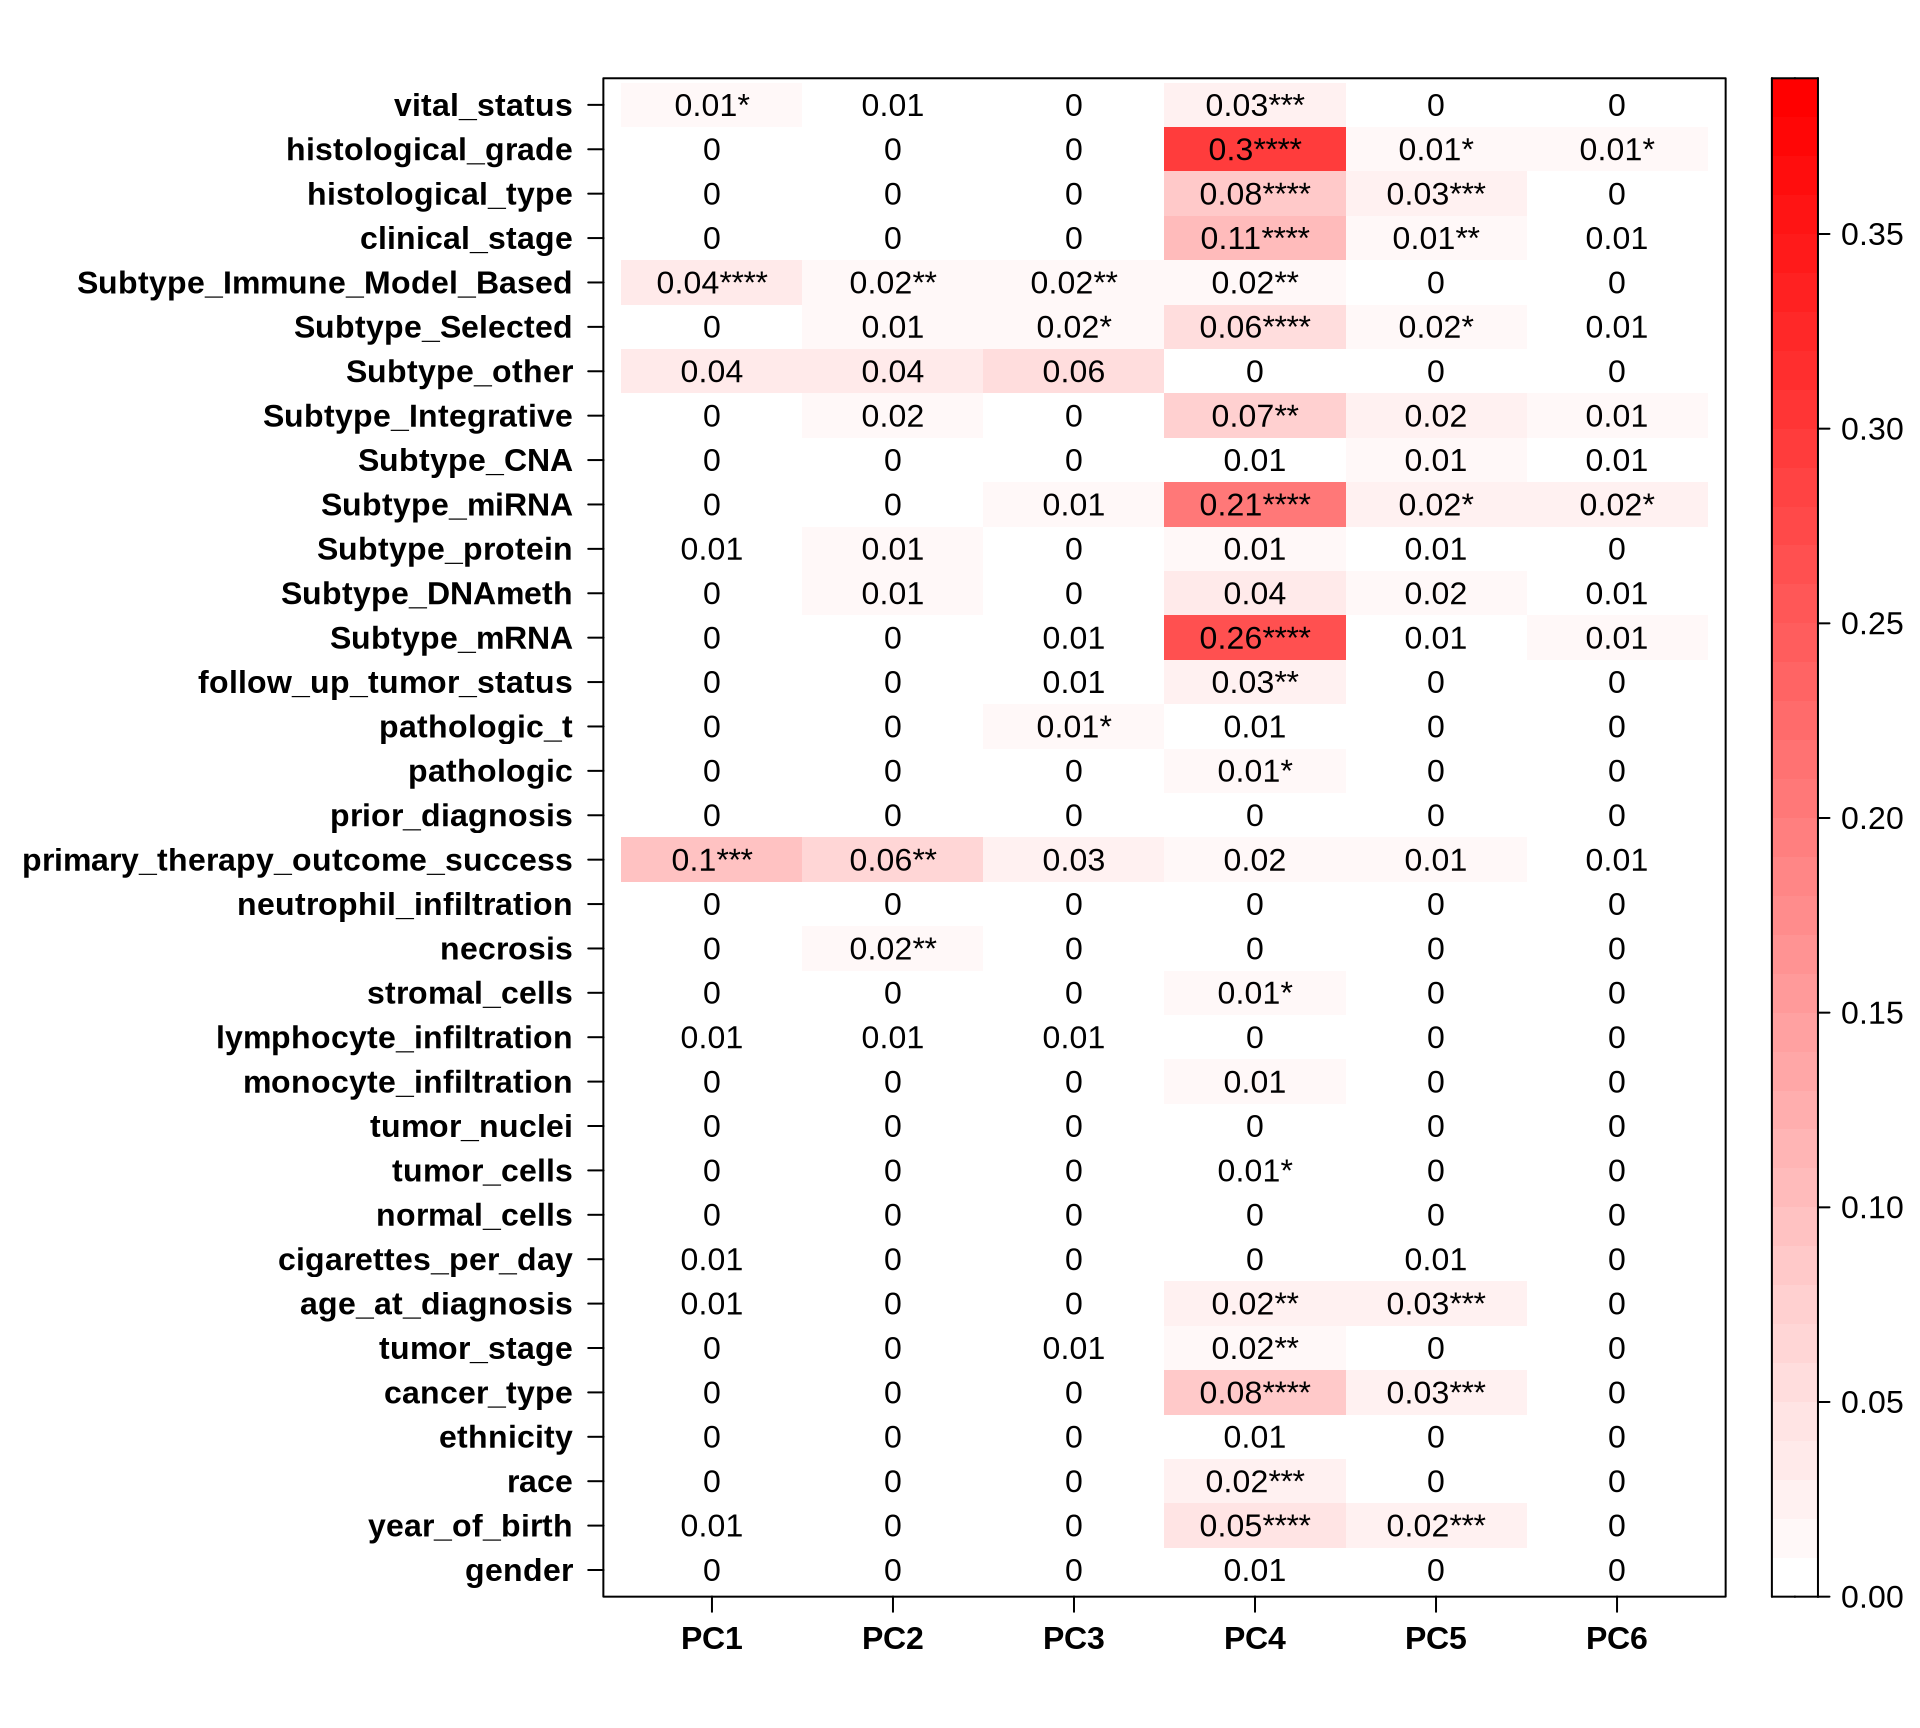 vital_status 0.01* 0.01 0 0.03*** 0 0
histological_grade 0 0 0 0.3**** 0.01* 0.01*
histological_type 0 0 0 0.08**** 0.03*** 0
clinical_stage 0 0 0 0.11**** 0.01** 0.01
Subtype_Immune_Model_Based 0.04**** 0.02** 0.02** 0.02** 0 0
Subtype_Selected 0 0.01 0.02* 0.06**** 0.02* 0.01
Subtype_other 0.04 0.04 0.06 0 0 0
Subtype_Integrative 0 0.02 0 0.07** 0.02 0.01
Subtype_CNA 0 0 0 0.01 0.01 0.01
Subtype_miRNA 0 0 0.01 0.21**** 0.02* 0.02*
Subtype_protein 0.01 0.01 0 0.01 0.01 0
Subtype_DNAmeth 0 0.01 0 0.04 0.02 0.01
Subtype_mRNA 0 0 0.01 0.26**** 0.01 0.01
follow_up_tumor_status 0 0 0.01 0.03** 0 0
pathologic_t 0 0 0.01* 0.01 0 0
pathologic 0 0 0 0.01* 0 0
prior_diagnosis 0 0 0 0 0 0
primary_therapy_outcome_success 0.1*** 0.06** 0.03 0.02 0.01 0.01
neutrophil_infiltration 0 0 0 0 0 0
necrosis 0 0.02** 0 0 0 0
stromal_cells 0 0 0 0.01* 0 0
lymphocyte_infiltration 0.01 0.01 0.01 0 0 0
monocyte_infiltration 0 0 0 0.01 0 0
tumor_nuclei 0 0 0 0 0 0
tumor_cells 0 0 0 0.01* 0 0
normal_cells 0 0 0 0 0 0
cigarettes_per_day 0.01 0 0 0 0.01 0
age_at_diagnosis 0.01 0 0 0.02** 0.03*** 0
tumor_stage 0 0 0.01 0.02** 0 0
cancer_type 0 0 0 0.08**** 0.03*** 0
ethnicity 0 0 0 0.01 0 0
race 0 0 0 0.02*** 0 0
year_of_birth 0.01 0 0 0.05**** 0.02*** 0
gender 0 0 0 0.01 0 0
PC1 PC2 PC3 PC4 PC5 PC6
0.35
0.30
0.25
0.20
0.15
0.10
0.05
0.00